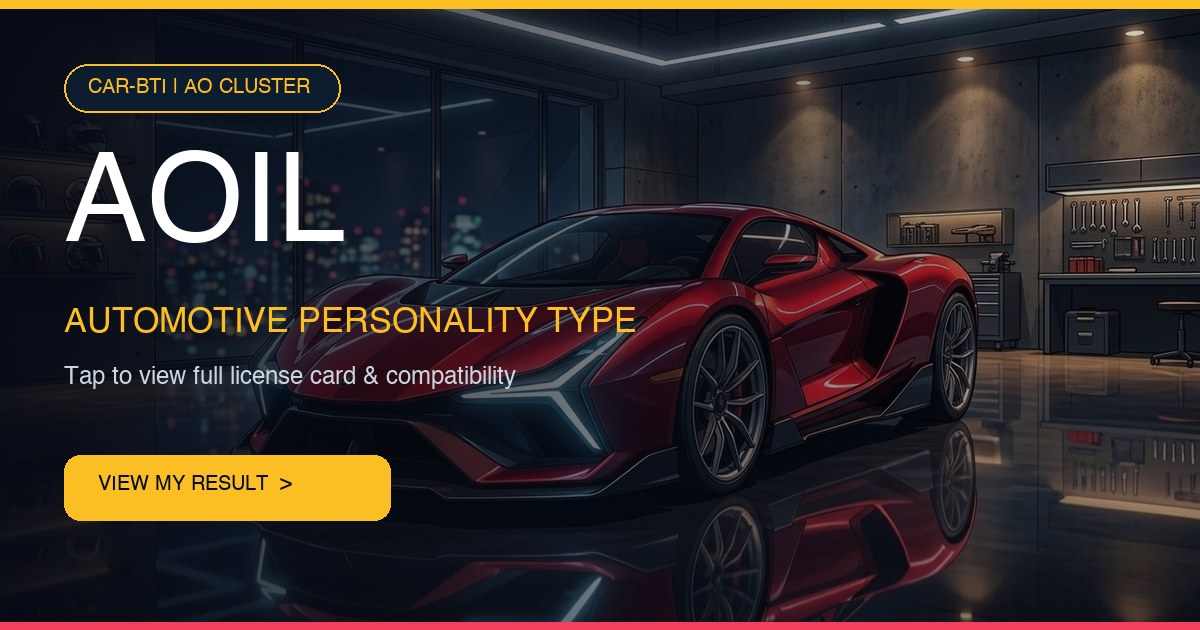 CAR-BTI | AO CLUSTER
AOIL
AUTOMOTIVE PERSONALITY TYPE
Tap to view full license card & compatibility
VIEW MY RESULT >